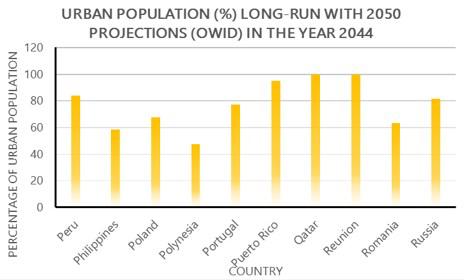 URBAN POPULATION (%) LONG-RUN WITH 2050
PROJECTIONS (OWID) IN THE YEAR 2044
PERCENTAGE OF URBAN POPULATION
120
100
80
60
40
20
0
Peru
Philippines
Poland
Polynesia
Portugal
Puerto Rico
Qatar
Reunion
Romania
Russia
COUNTRY